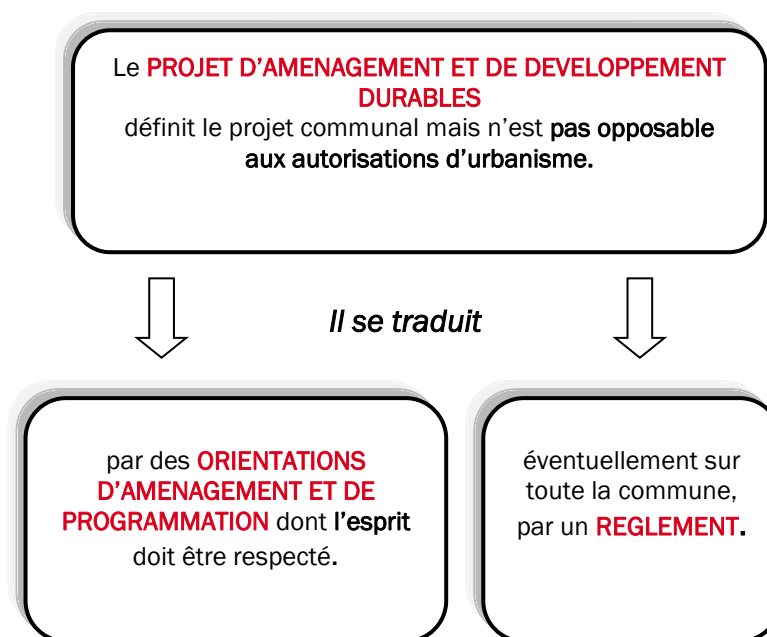 Le PROJET D’AMENAGEMENT ET DE DEVELOPPEMENT
DURABLES
définit le projet communal mais n’est pas opposable
aux autorisations d’urbanisme.
Il se traduit
par des ORIENTATIONS
D’AMENAGEMENT ET DE
PROGRAMMATION dont l’esprit
doit être respecté.
éventuellement sur
toute la commune,
par un REGLEMENT.